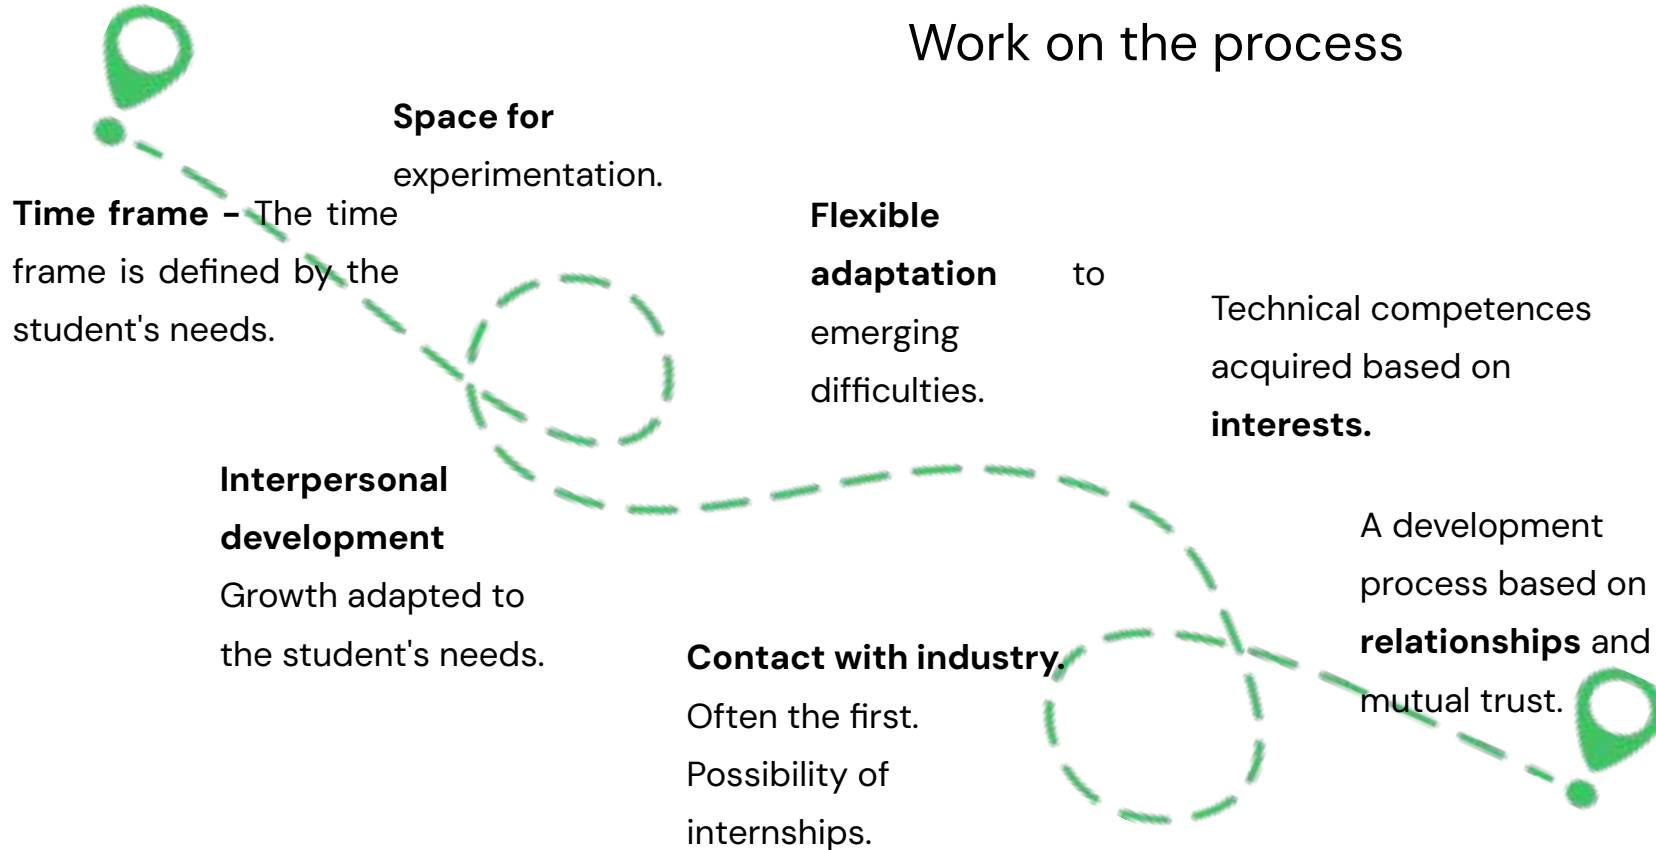 Work on the process
Space for
experimentation.
Time frame - The time
frame is defined by the
student's needs.
Flexible
adaptation to
emerging
difficulties.
Technical competences
acquired based on
interests.
Interpersonal
development
Growth adapted to
the student's needs.
A development
process based on
relationships and
mutual trust.
Contact with industry.
Often the first.
Possibility of
internships.